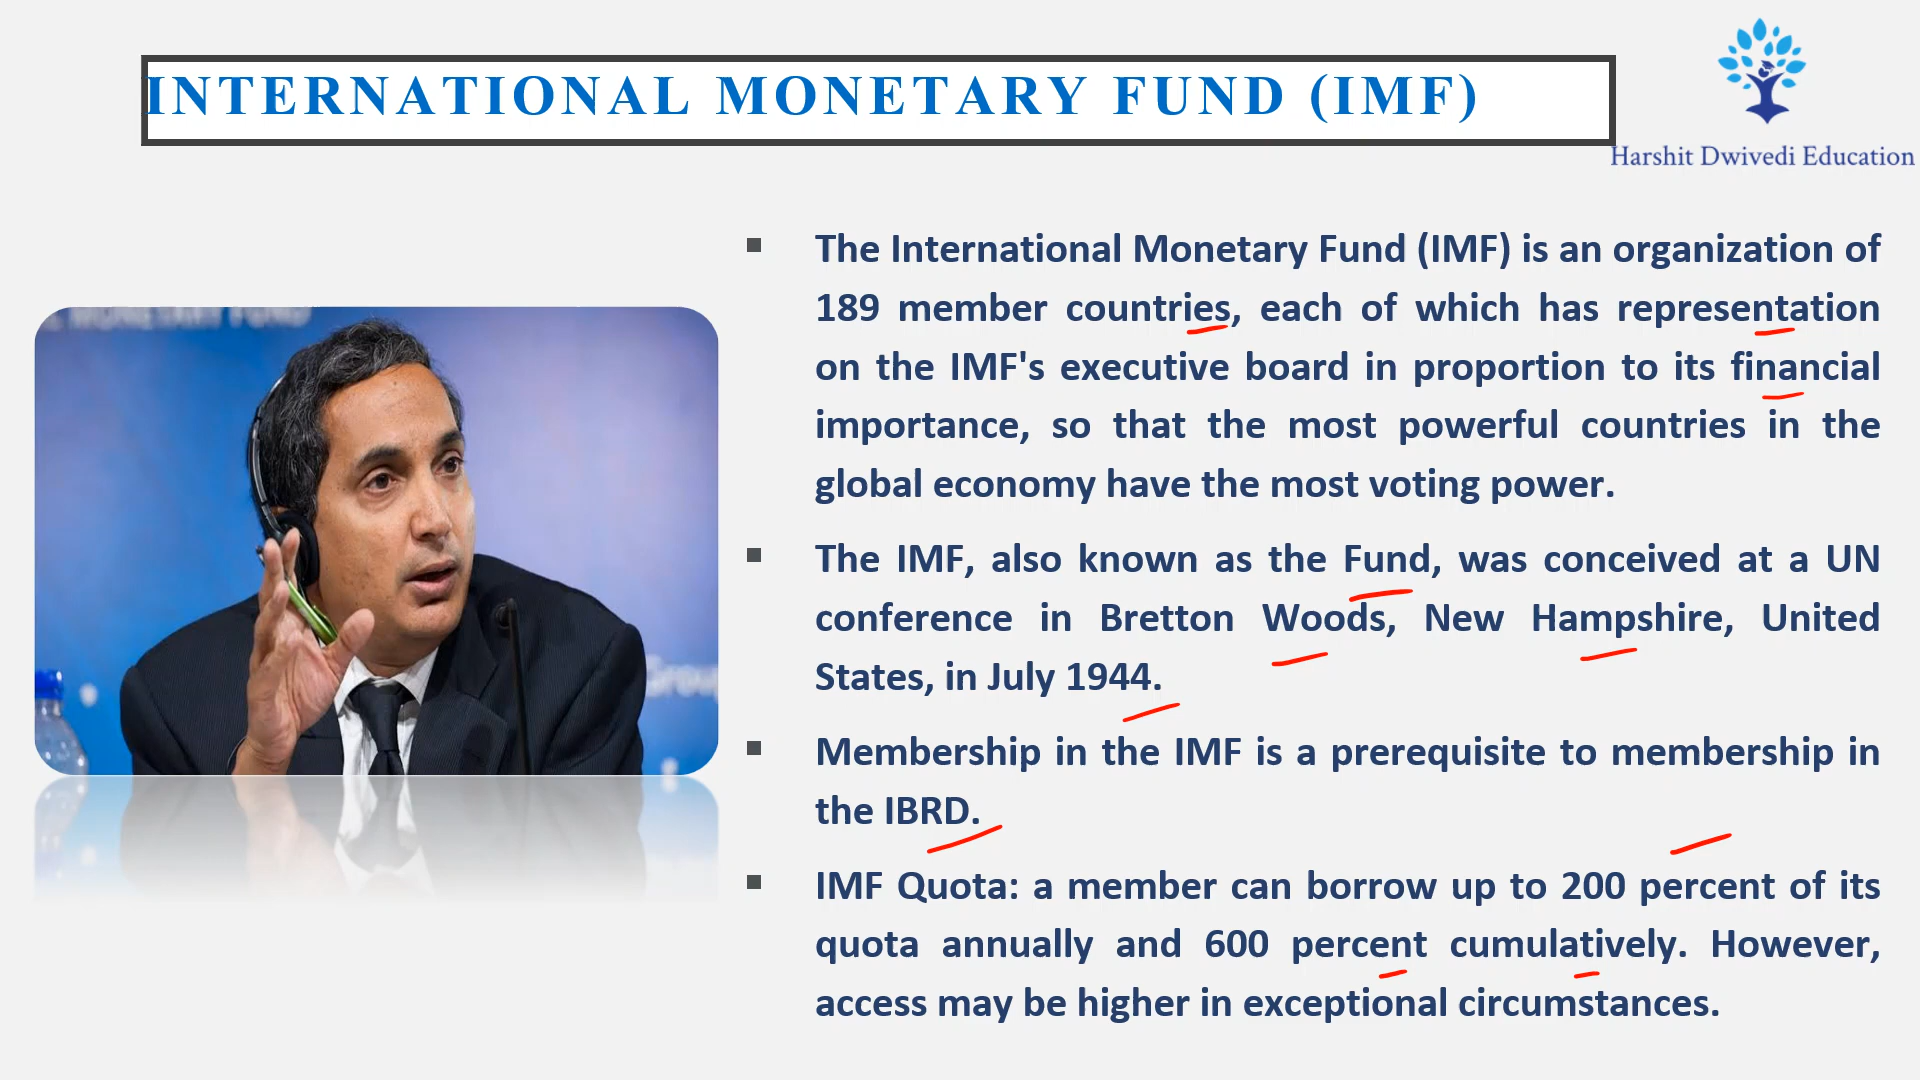 INTERNATIONAL MONETARY FUND (IMF)
Harshit Dwivedi Education
The International Monetary Fund (IMF) is an organization of
189 member countries, each of which has representation
on the IMF's executive board in proportion to its financial
importance, so that the most powerful countries in the
global economy have the most voting power.
The IMF, also known as the Fund, was conceived at a UN
conference in Bretton Woods, New Hampshire, United
States, in July 1944.
Membership in the IMF is a prerequisite to membership in
the IBRD.
IMF Quota: a member can borrow up to 200 percent of its
quota annually and 600 percent cumulatively. However,
access may be higher in exceptional circumstances.
MONETARY FUND
Group